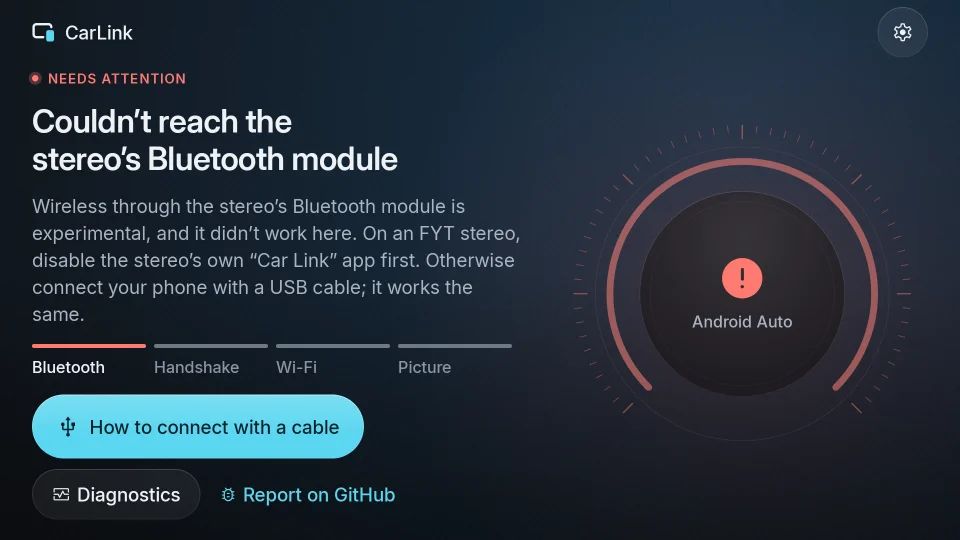 CarLink
NEEDS ATTENTION
Couldn’t reach the
stereo’s Bluetooth module
Wireless through the stereo’s Bluetooth module is
experimental, and it didn’t work here. On an FYT stereo,
disable the stereo’s own “Car Link” app first. Otherwise
connect your phone with a USB cable; it works the
same.
Bluetooth
Handshake
Wi-Fi
Picture
How to connect with a cable
Diagnostics
Report on GitHub
Android Auto